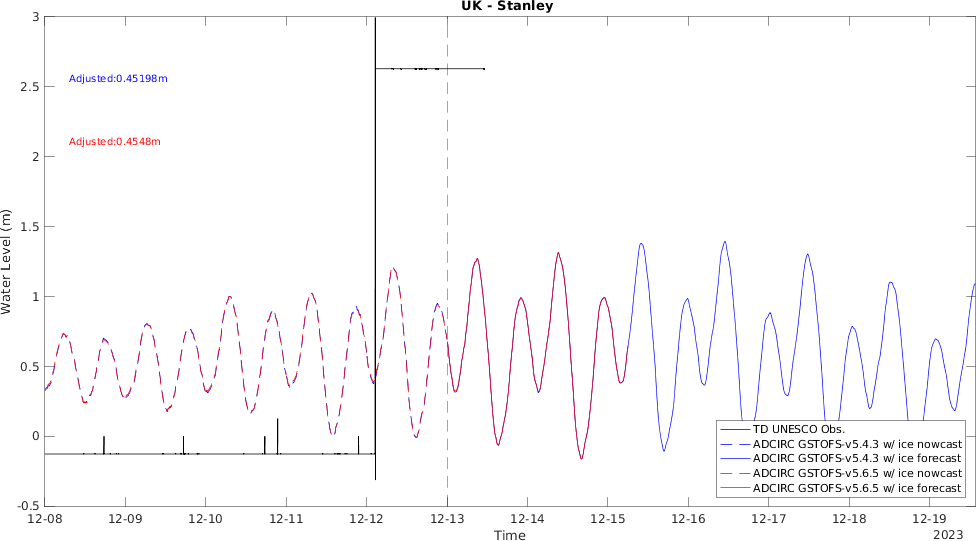 UK - Stanley
3
2.5
2
1.5
1
0.5
0
-0.5
Water Level (m)
Adjusted:0.45198m
Adjusted:0.4548m
TD UNESCO Obs.
ADCIRC GSTOFS-v5.4.3 w/ ice nowcast
ADCIRC GSTOFS-v5.4.3 w/ ice forecast
ADCIRC GSTOFS-v5.6.5 w/ ice nowcast
ADCIRC GSTOFS-v5.6.5 w/ ice forecast
12-08 12-09 12-10 12-11 12-12 12-13 12-14 12-15 12-16 12-17 12-18 12-19
Time
2023